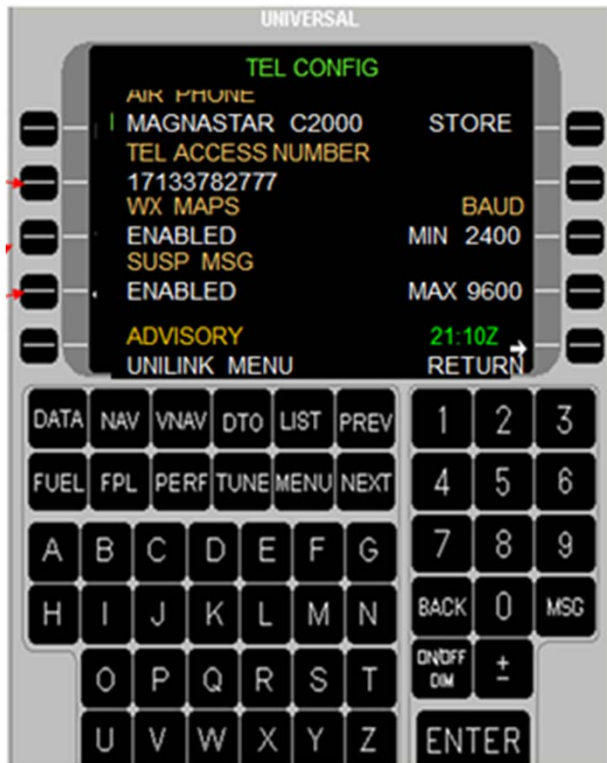 UNIVERSAL
TEL CONFIG
AIR PHONE
MAGNASTAR C2000 STORE
TEL ACCESS NUMBER
17133782777
WX MAPS BAUD
ENABLED MIN 2400
SUSP MSG
ENABLED MAX 9600
ADVISORY 21:10Z
UNILINK MENU RETURN
DATA NAV VNAV DTO LIST PREV 1 2 3
FUEL FPL PERF TUNE MENU NEXT 4 5 6
A B C D E F G 7 8 9
H I J K L M N BACK 0 MSG
O P Q R S T ON/OFF DIM ±
U V W X Y Z ENTER